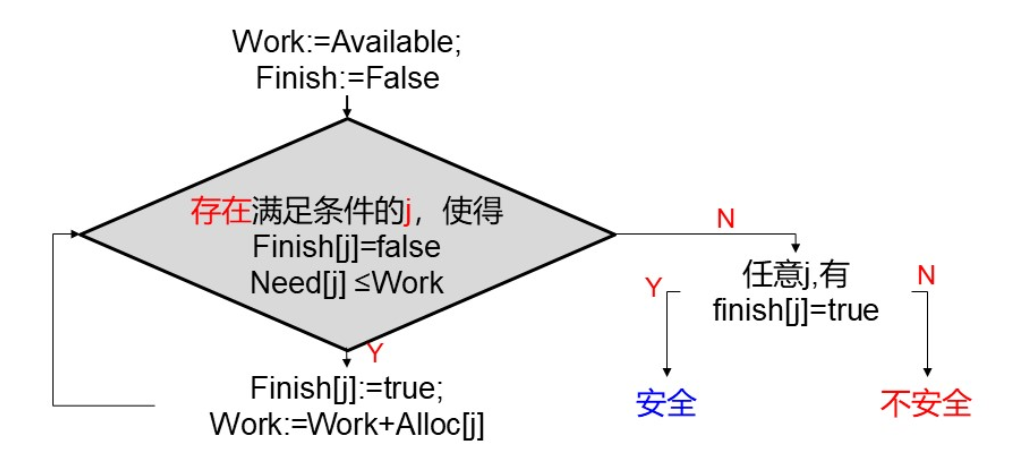 Work:=Available;
Finish:=False
存在满足条件的j，使得
Finish[j]=false
Need[j] ≤Work
Y
Finish[j]:=true;
Work:=Work+Alloc[j]
N
任意j,有
finish[j]=true
Y
N
安全
不安全